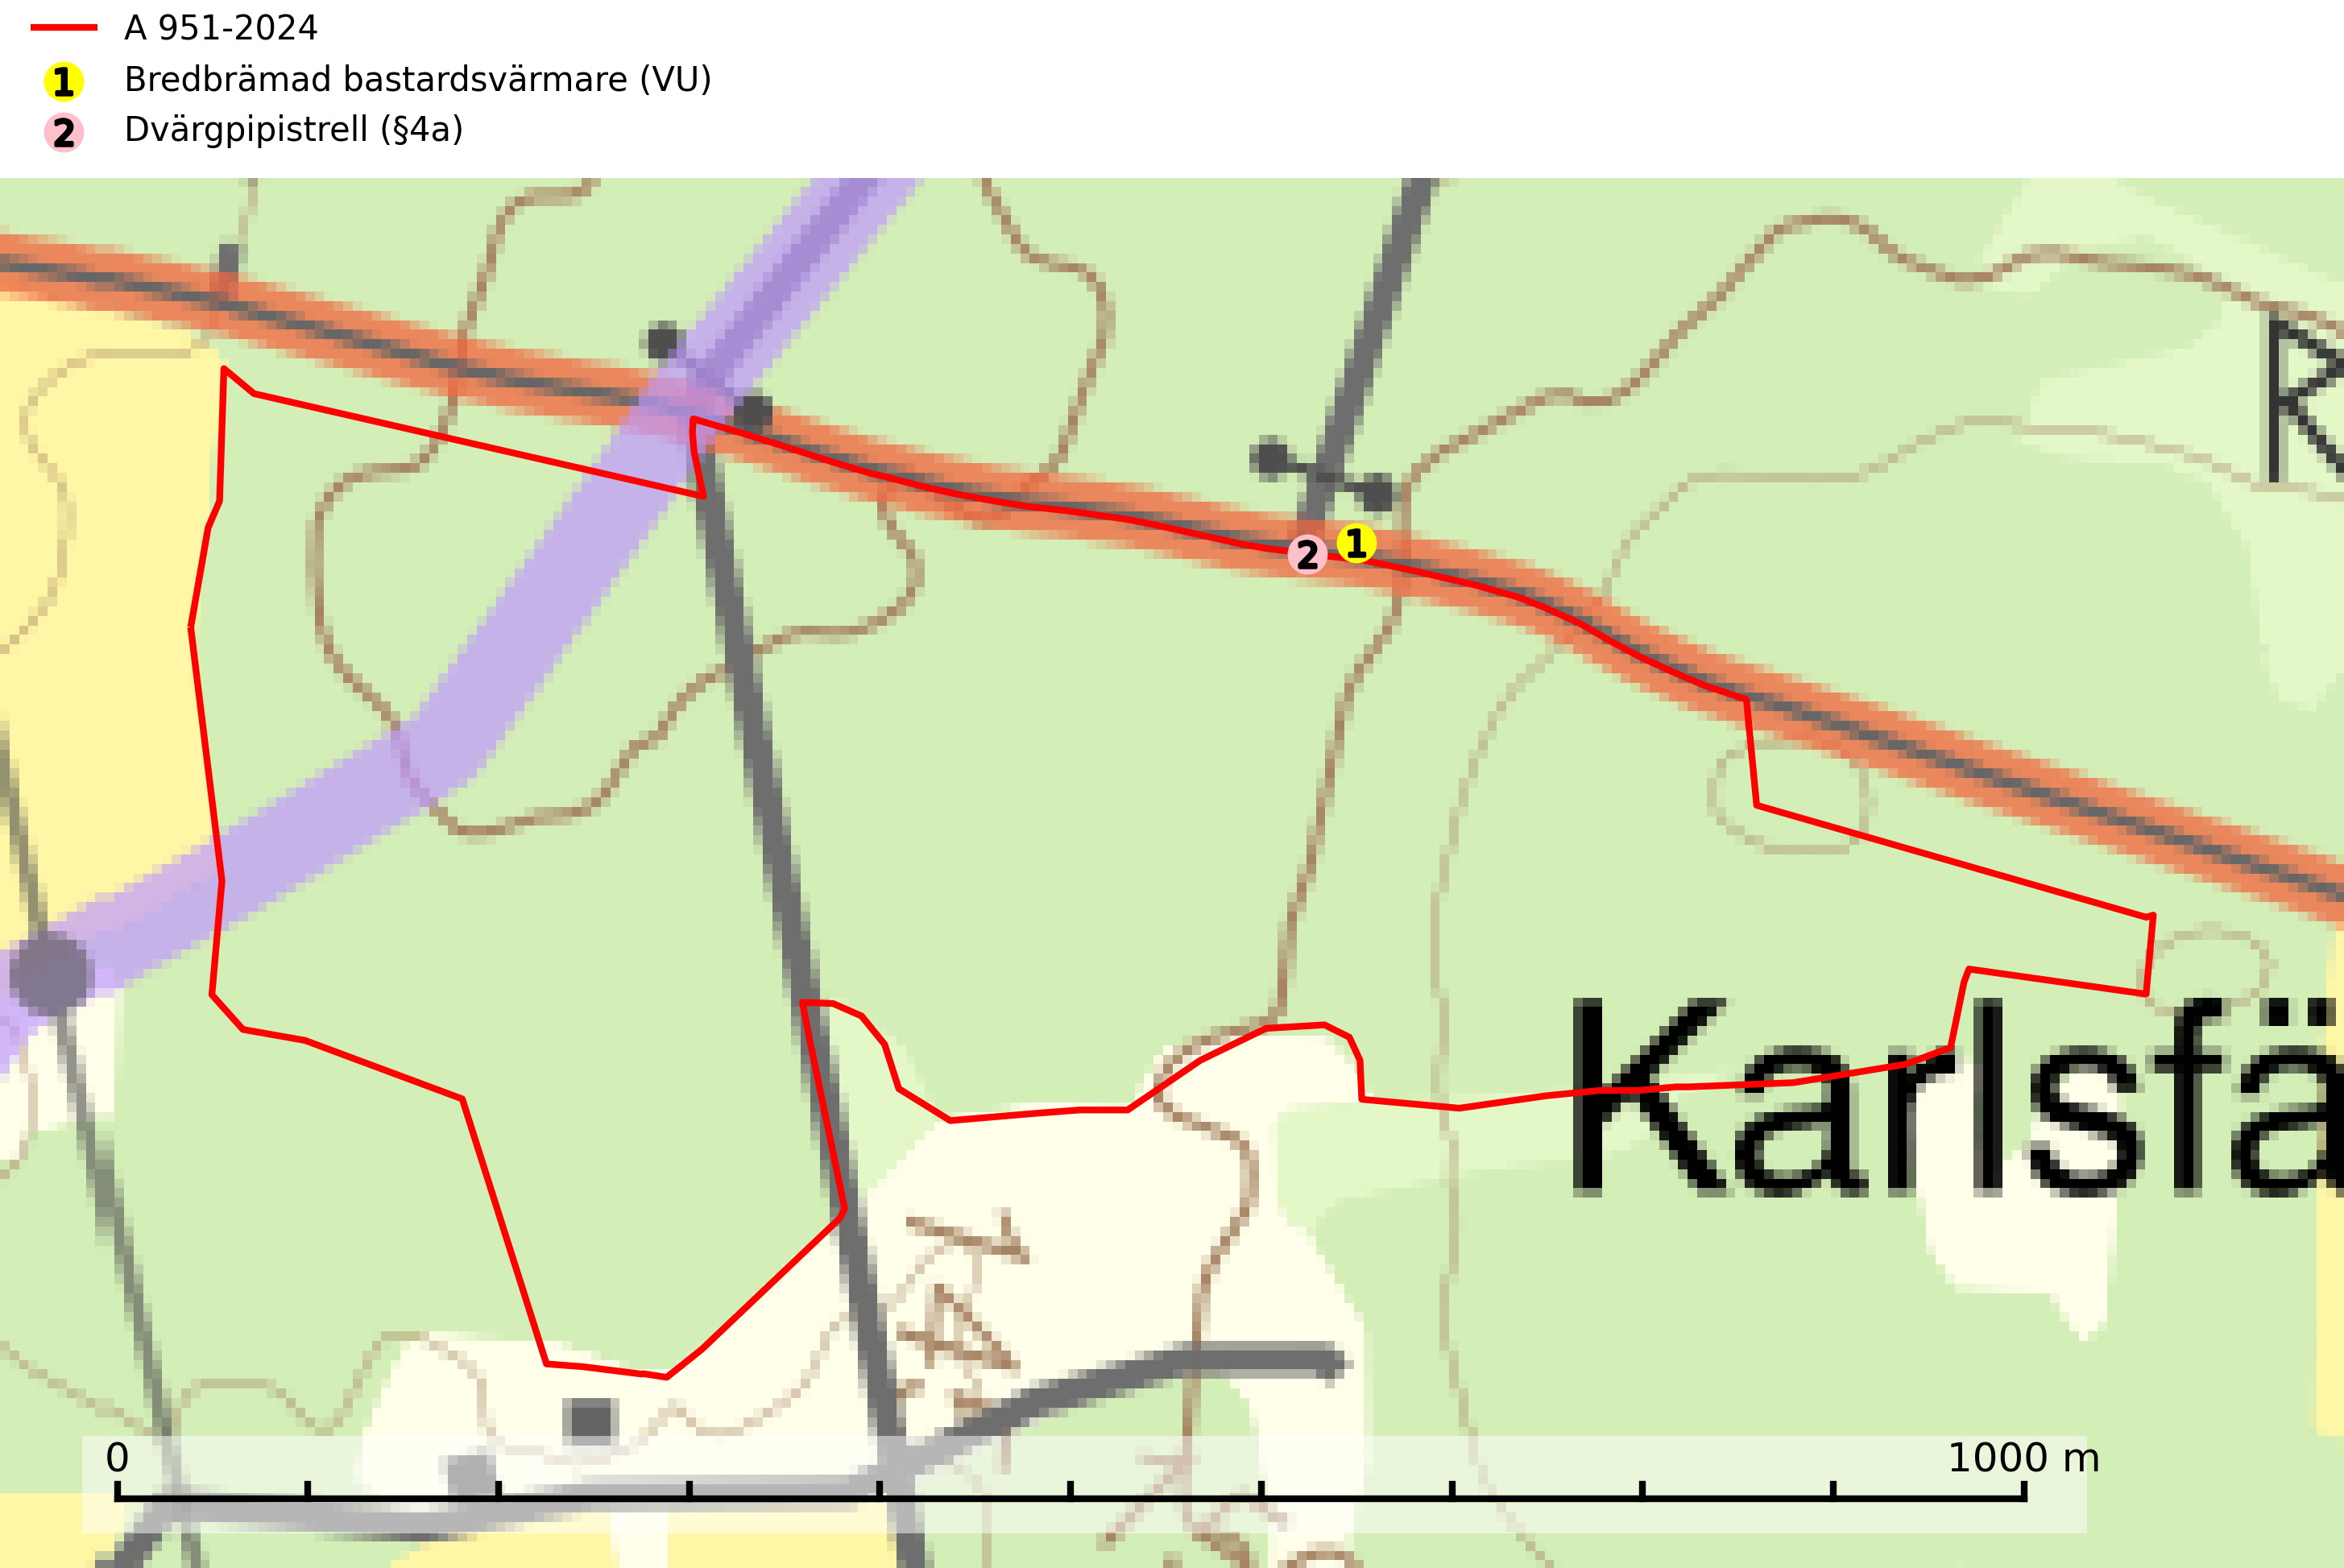 A 951-2024
1 Bredbrämad bastardsvärmare (VU)
2 Dvärgpipistrell (§4a)
2 1
Karlsfä
0 1000 m